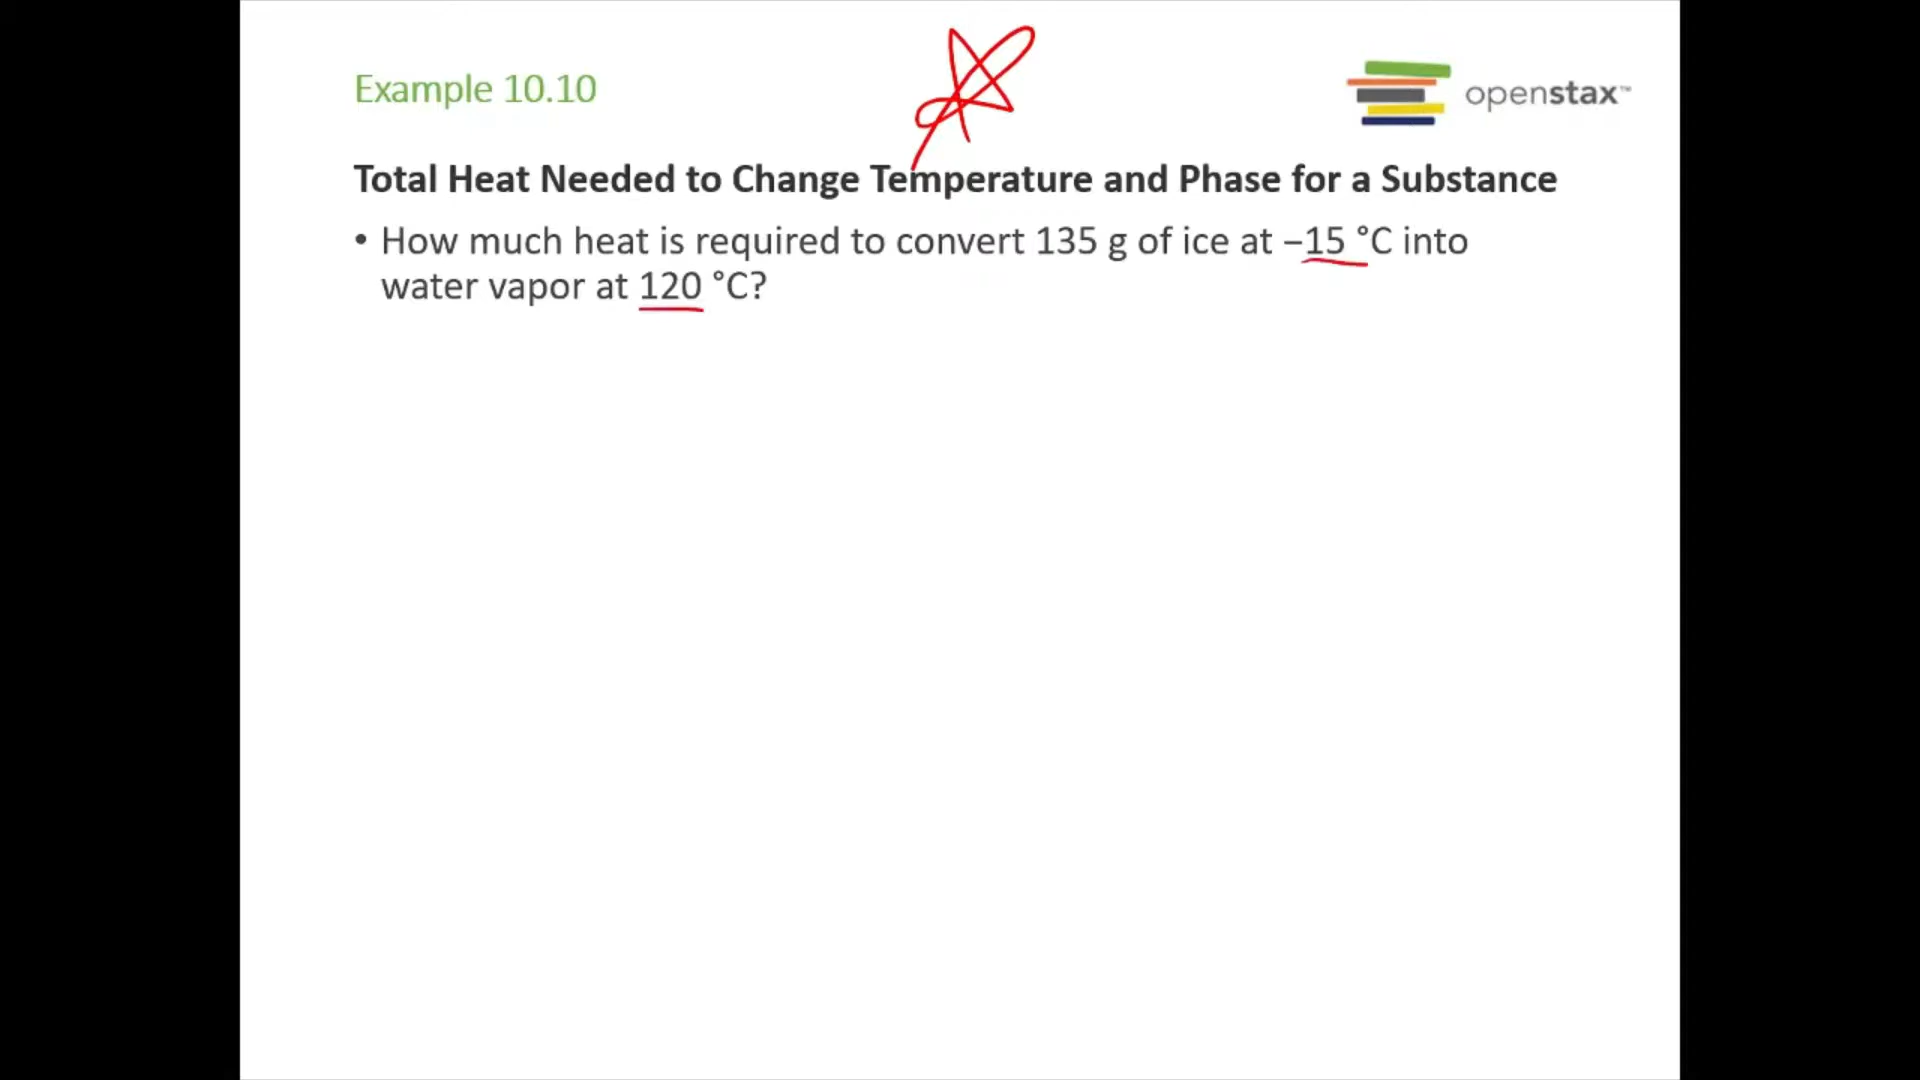 Example 10.10
openstax™
Total Heat Needed to Change Temperature and Phase for a Substance
• How much heat is required to convert 135 g of ice at −15 °C into
water vapor at 120 °C?